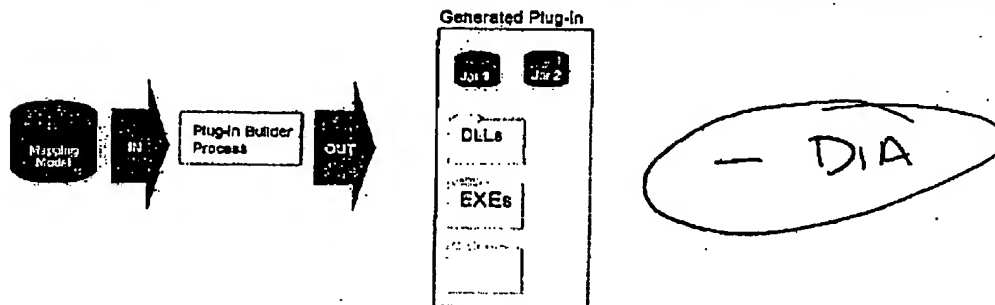 Generated Plug-in
Jar 1
Jar 2
Mapping
Model
IN
Plug-in Builder
Process
OUT
DLLs
EXEs
- DIA